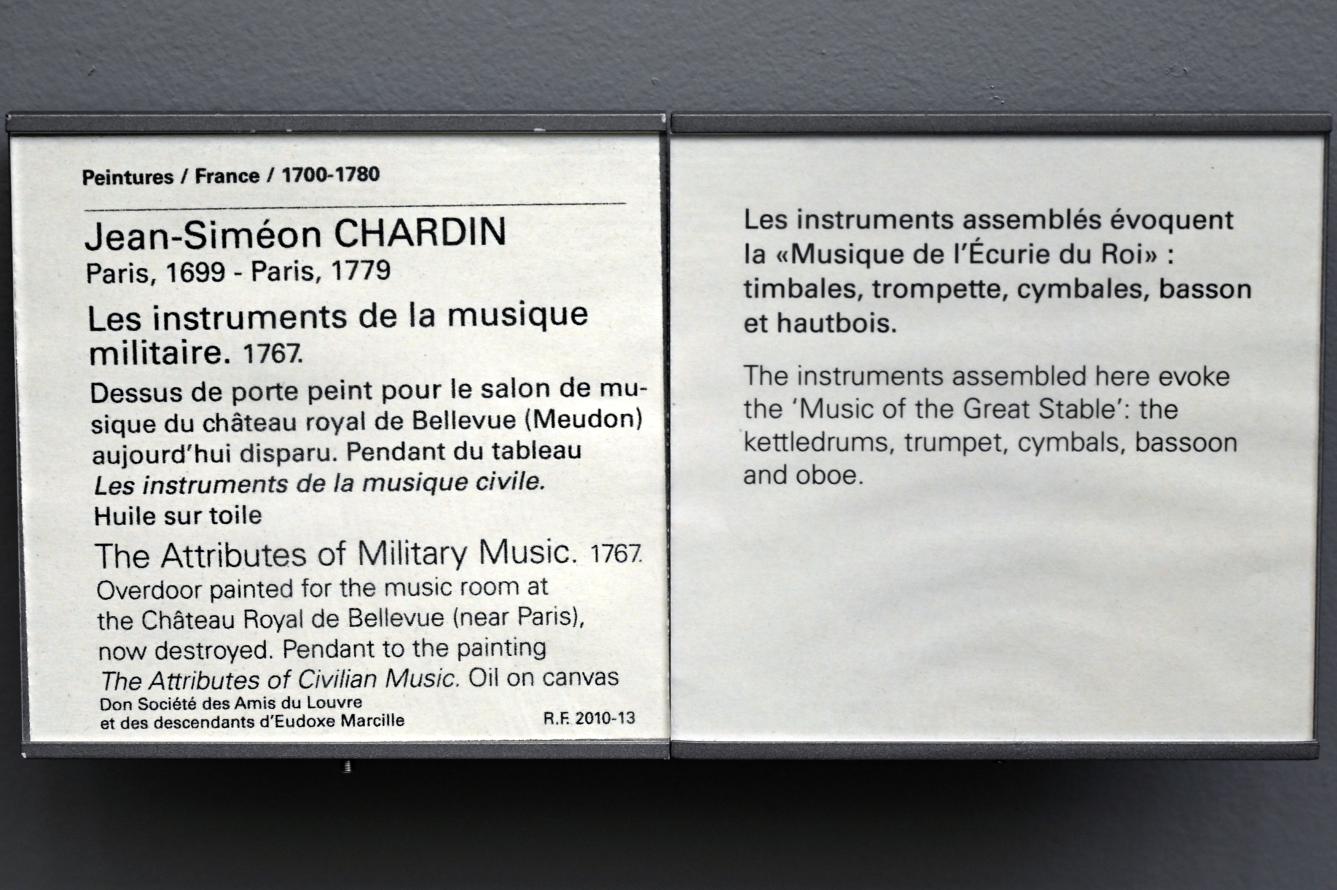 Peintures / France / 1700-1780
Jean-Siméon CHARDIN
Paris, 1699 - Paris, 1779
Les instruments de la musique
militaire. 1767.
Dessus de porte peint pour le salon de mu-
sique du château royal de Bellevue (Meudon)
aujourd'hui disparu. Pendant du tableau
Les instruments de la musique civile.
Huile sur toile
The Attributes of Military Music. 1767.
Overdoor painted for the music room at
the Château Royal de Bellevue (near Paris),
now destroyed. Pendant to the painting
The Attributes of Civilian Music. Oil on canvas
Don Société des Amis du Louvre
et des descendants d'Eudoxe Marcille R.F. 2010-13
Les instruments assemblés évoquent
la «Musique de l'Écurie du Roi» :
timbales, trompette, cymbales, basson
et hautbois.
The instruments assembled here evoke
the 'Music of the Great Stable': the
kettledrums, trumpet, cymbals, bassoon
and oboe.